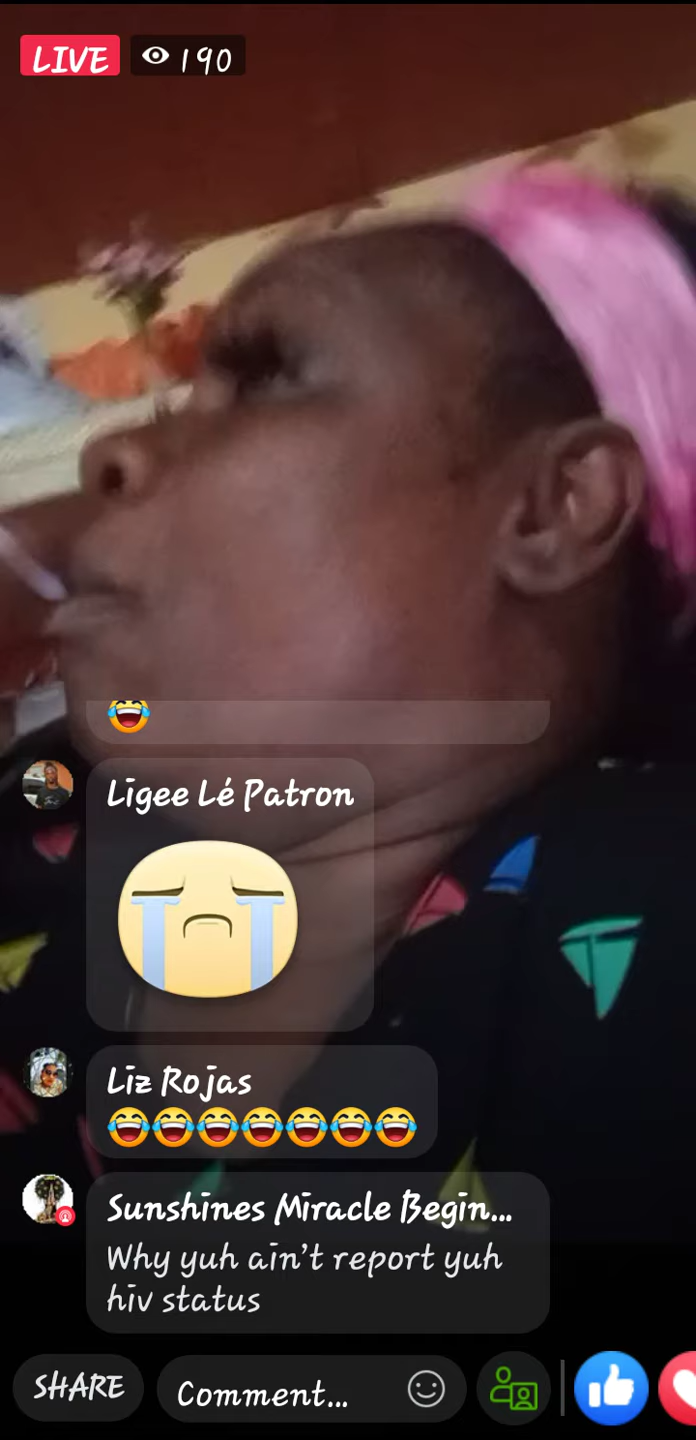 LIVE 190
😂
Ligee Lé Patron
Liz Rojas
😂😂😂😂😂😂😂
Sunshines Miracle Begin...
Why yuh ain't report yuh
hiv status
SHARE Comment...